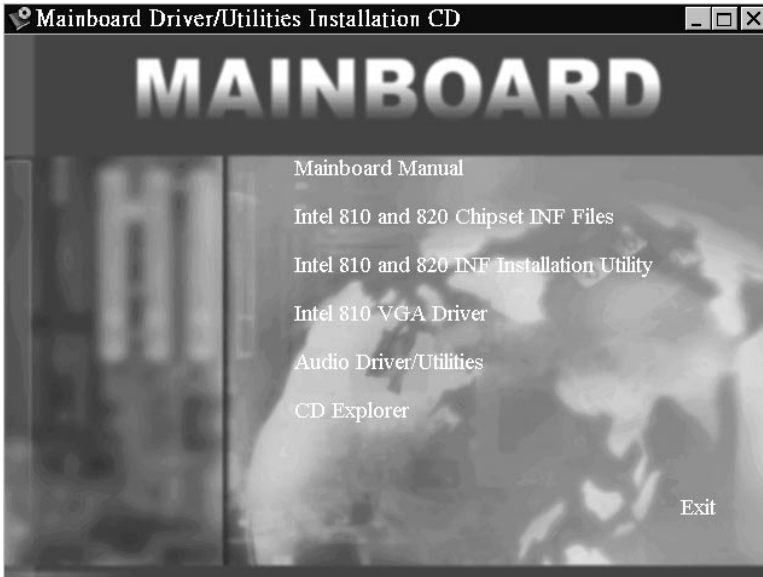 Mainboard Driver/Utilities Installation CD
MAINBOARD
Mainboard Manual
Intel 810 and 820 Chipset INF Files
Intel 810 and 820 INF Installation Utility
Intel 810 VGA Driver
Audio Driver/Utilities
CD Explorer
Exit